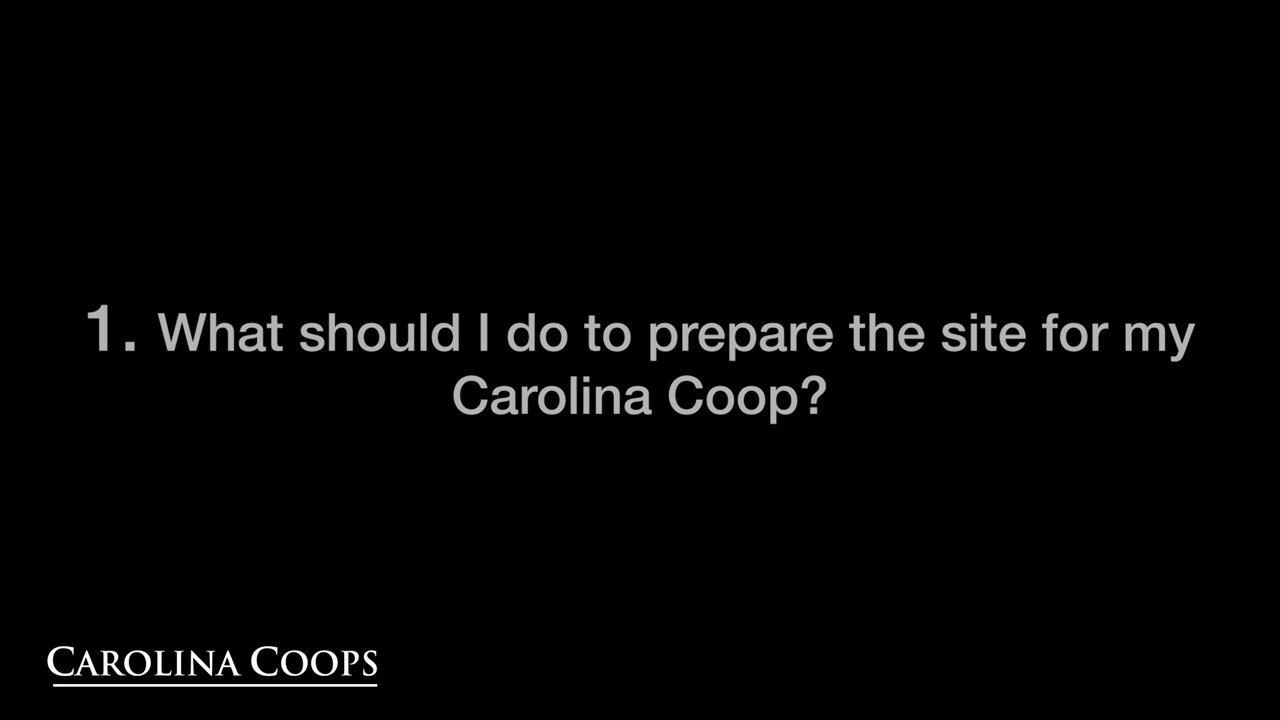 1. What should I do to prepare the site for my
Carolina Coop?
CAROLINA COOPS